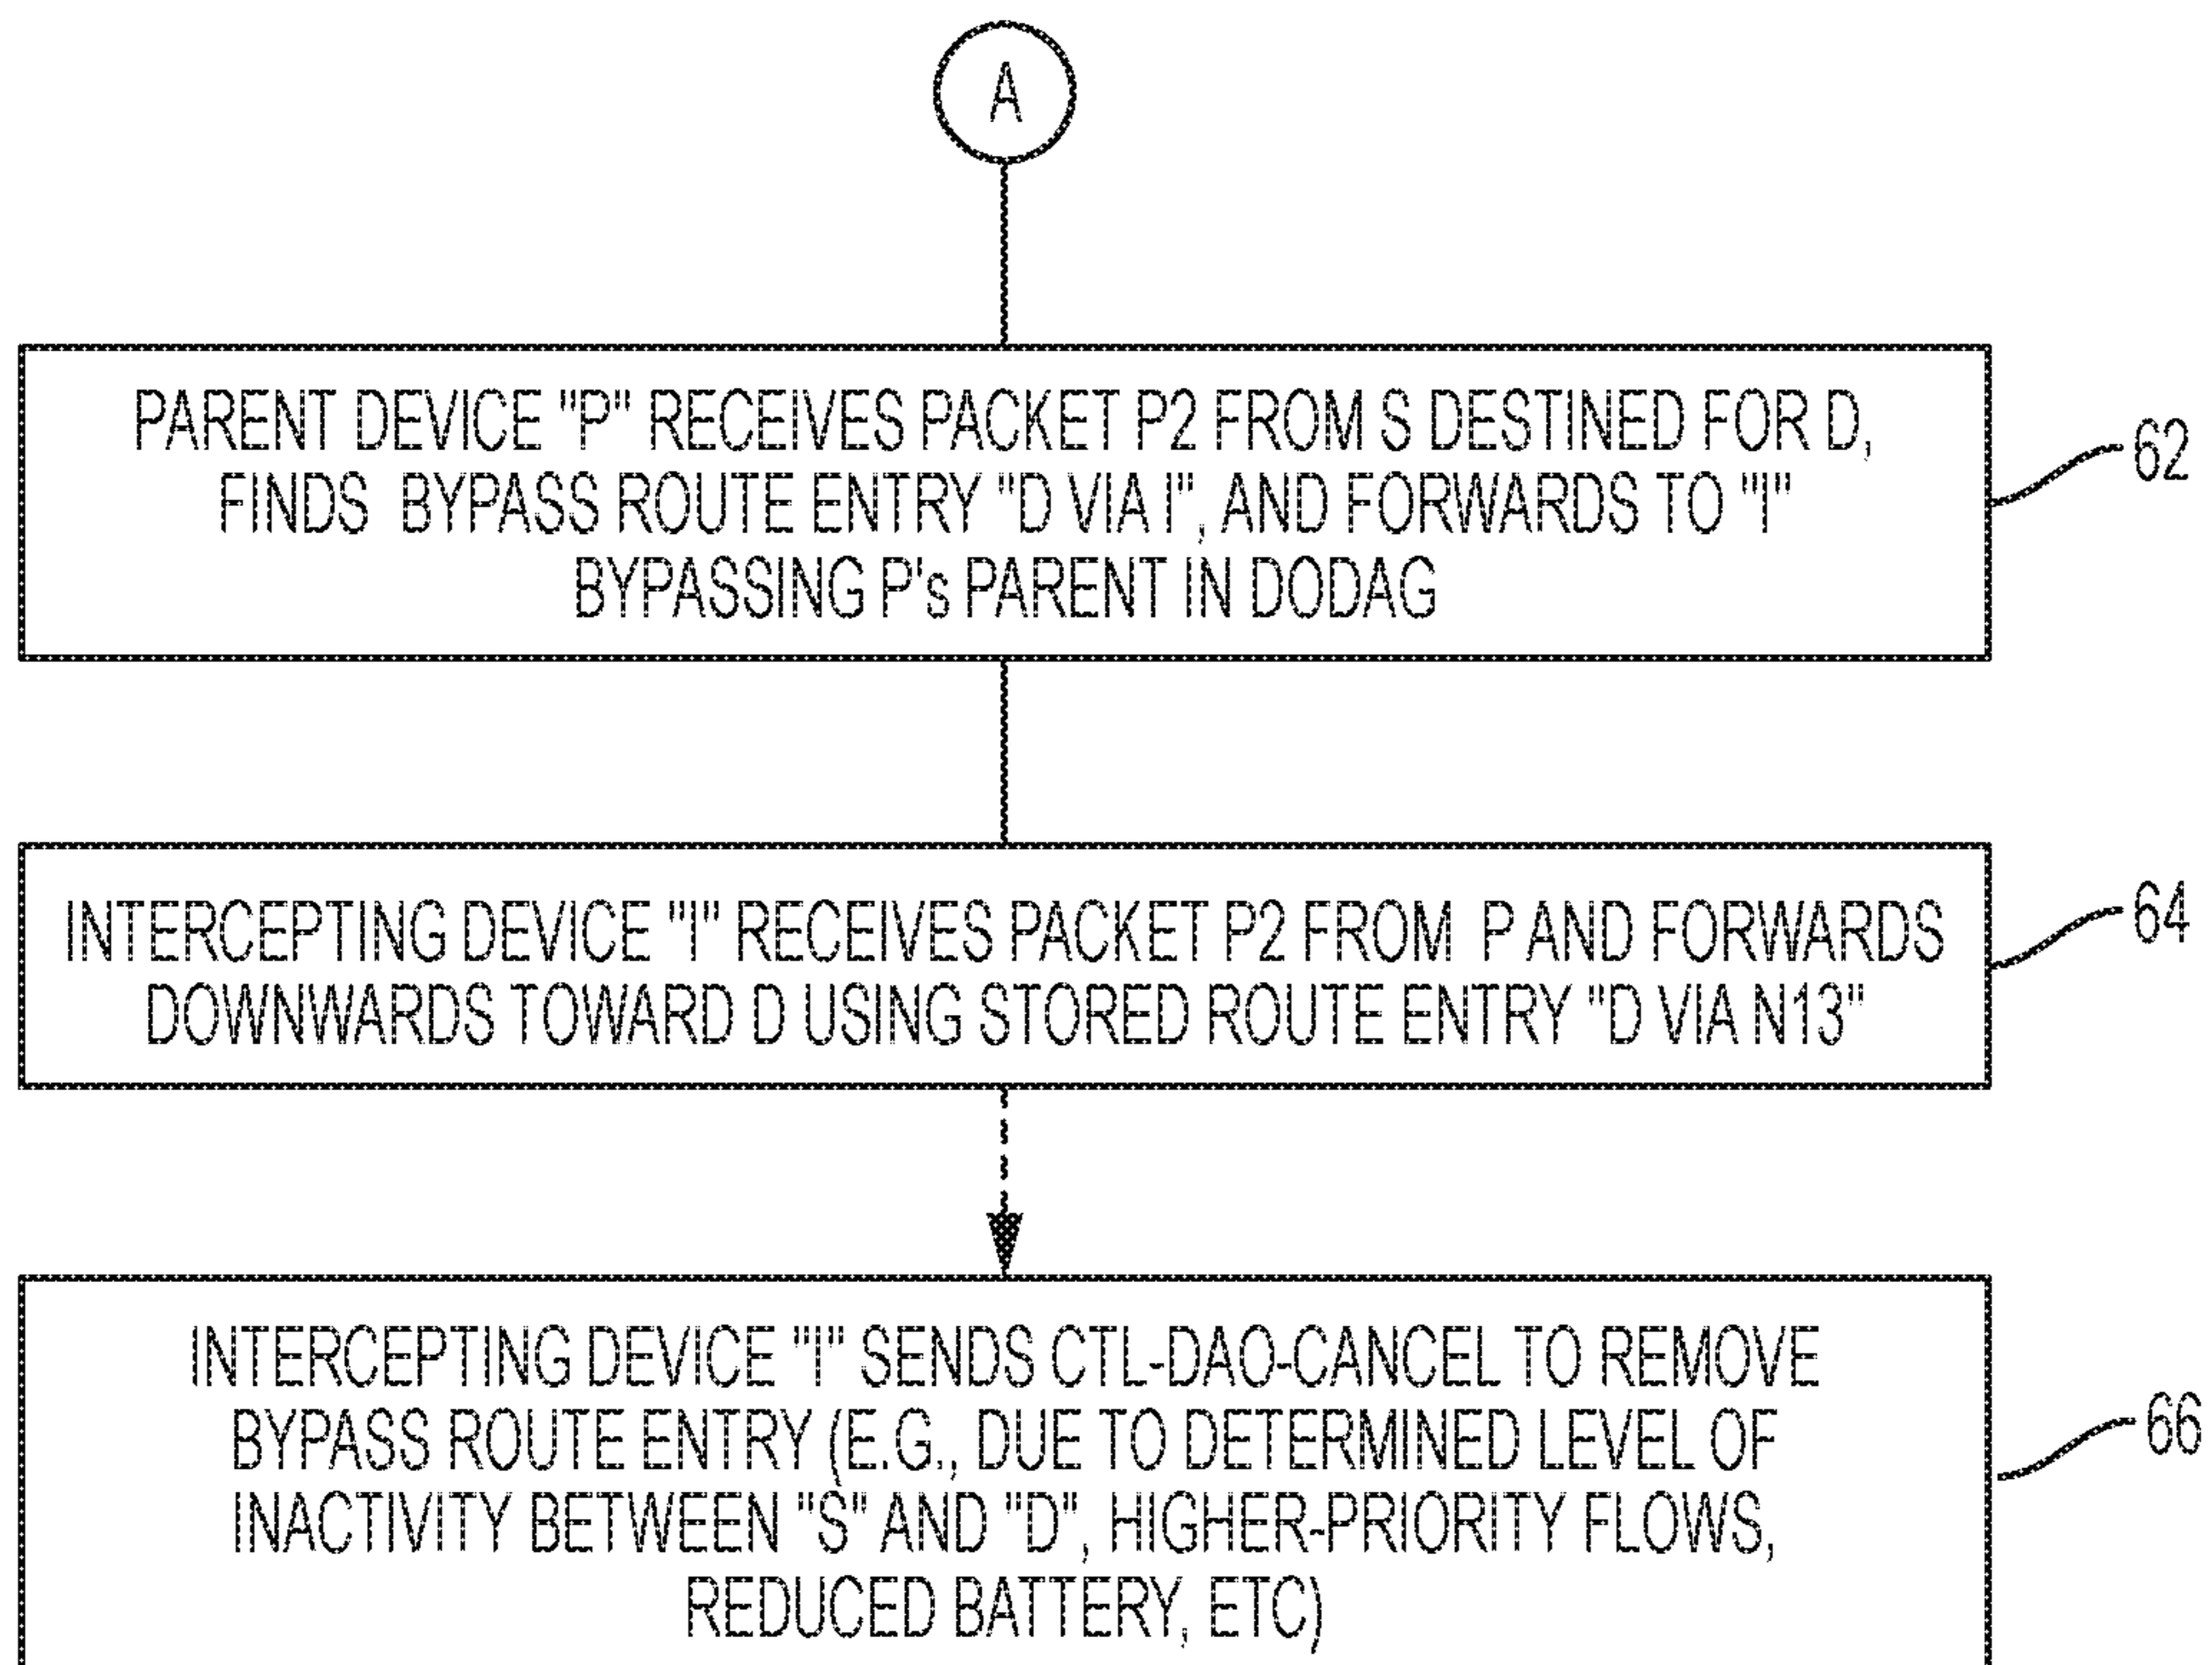 A
PARENT DEVICE "P" RECEIVES PACKET P2 FROM S DESTINED FOR D,
FINDS BYPASS ROUTE ENTRY "D VIA I", AND FORWARDS TO "I"
BYPASSING P's PARENT IN DODAG
62
INTERCEPTING DEVICE "I" RECEIVES PACKET P2 FROM P AND FORWARDS
DOWNWARDS TOWARD D USING STORED ROUTE ENTRY "D VIA N13"
64
INTERCEPTING DEVICE "I" SENDS CTL-DAO-CANCEL TO REMOVE
BYPASS ROUTE ENTRY (E.G., DUE TO DETERMINED LEVEL OF
INACTIVITY BETWEEN "S" AND "D", HIGHER-PRIORITY FLOWS,
REDUCED BATTERY, ETC)
66